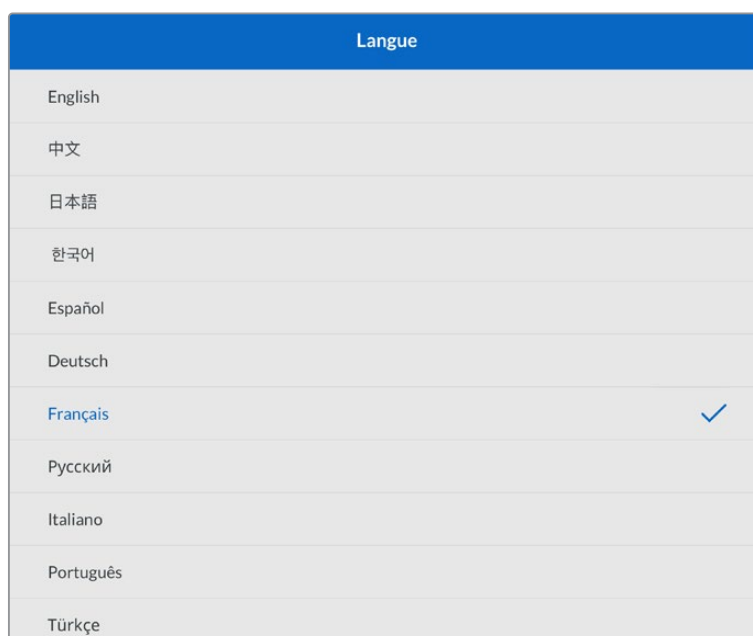 Langue
English
中文
日本語
한국어
Español
Deutsch
Français
Русский
Italiano
Português
Türkçe